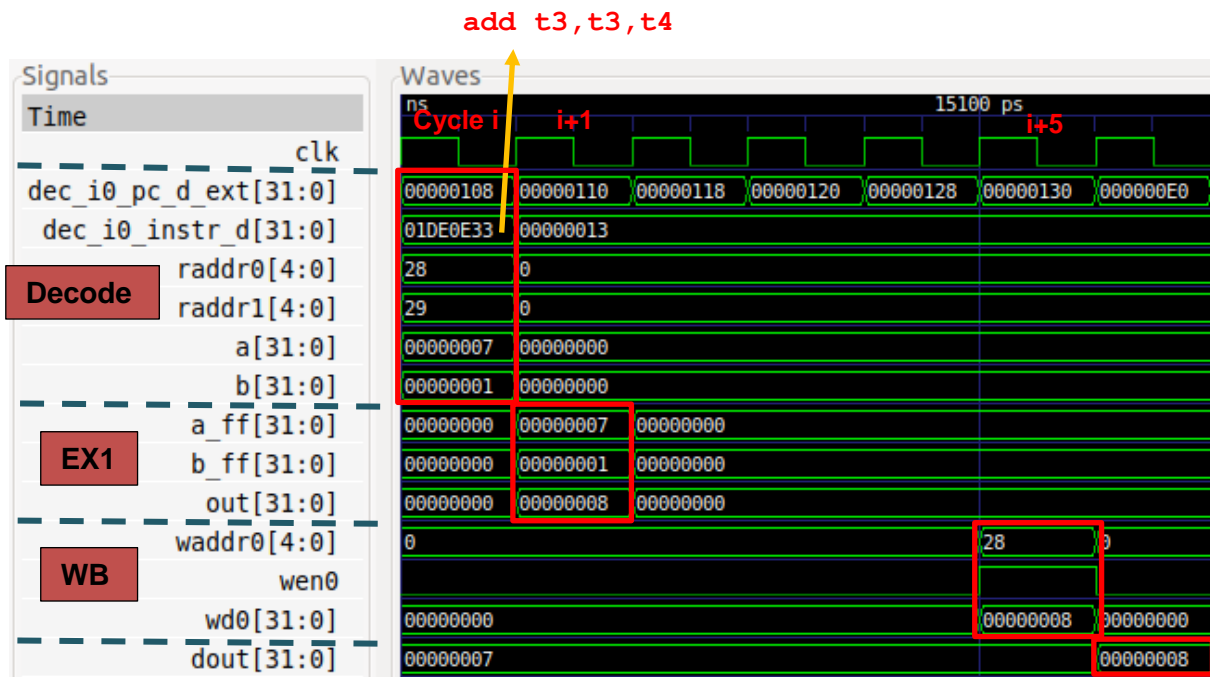 add t3,t3,t4
Signals
Waves
Time
ns
15100 ps
Cycle i
i+1
i+5
clk
dec_i0_pc_d_ext[31:0]
00000108 00000110 00000118 00000120 00000128 00000130 000000E0
dec_i0_instr_d[31:0]
01DE0E33 00000013
raddr0[4:0]
28 0
Decode
raddr1[4:0]
29 0
a[31:0]
00000007 00000000
b[31:0]
00000001 00000000
a_ff[31:0]
00000000 00000007 00000000
EX1
b_ff[31:0]
00000000 00000001 00000000
out[31:0]
00000000 00000008 00000000
waddr0[4:0]
0 28 0
WB
wen0
wd0[31:0]
00000000 00000008 00000000
dout[31:0]
00000007 00000008